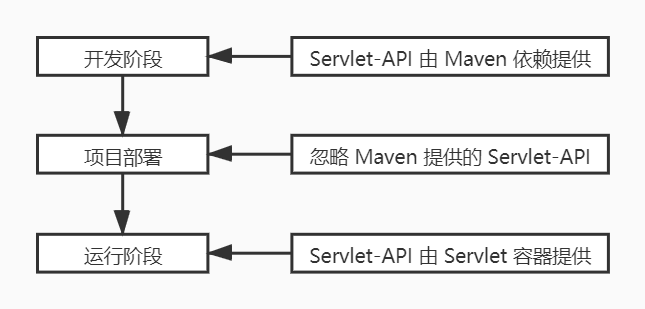 开发阶段
Servlet-API 由 Maven 依赖提供
项目部署
忽略 Maven 提供的 Servlet-API
运行阶段
Servlet-API 由 Servlet 容器提供